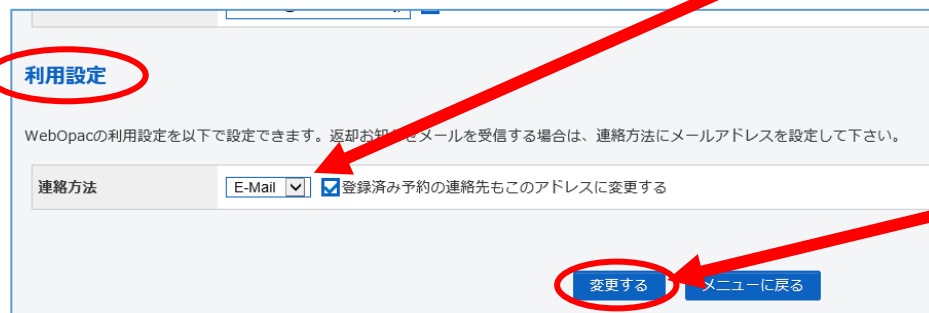 利用設定
WebOpacの利用設定を以下で設定できます。返却お知らせメールを受信する場合は、連絡方法にメールアドレスを設定して下さい。
連絡方法 E-Mail 登録済み予約の連絡先もこのアドレスに変更する
変更する メニューに戻る